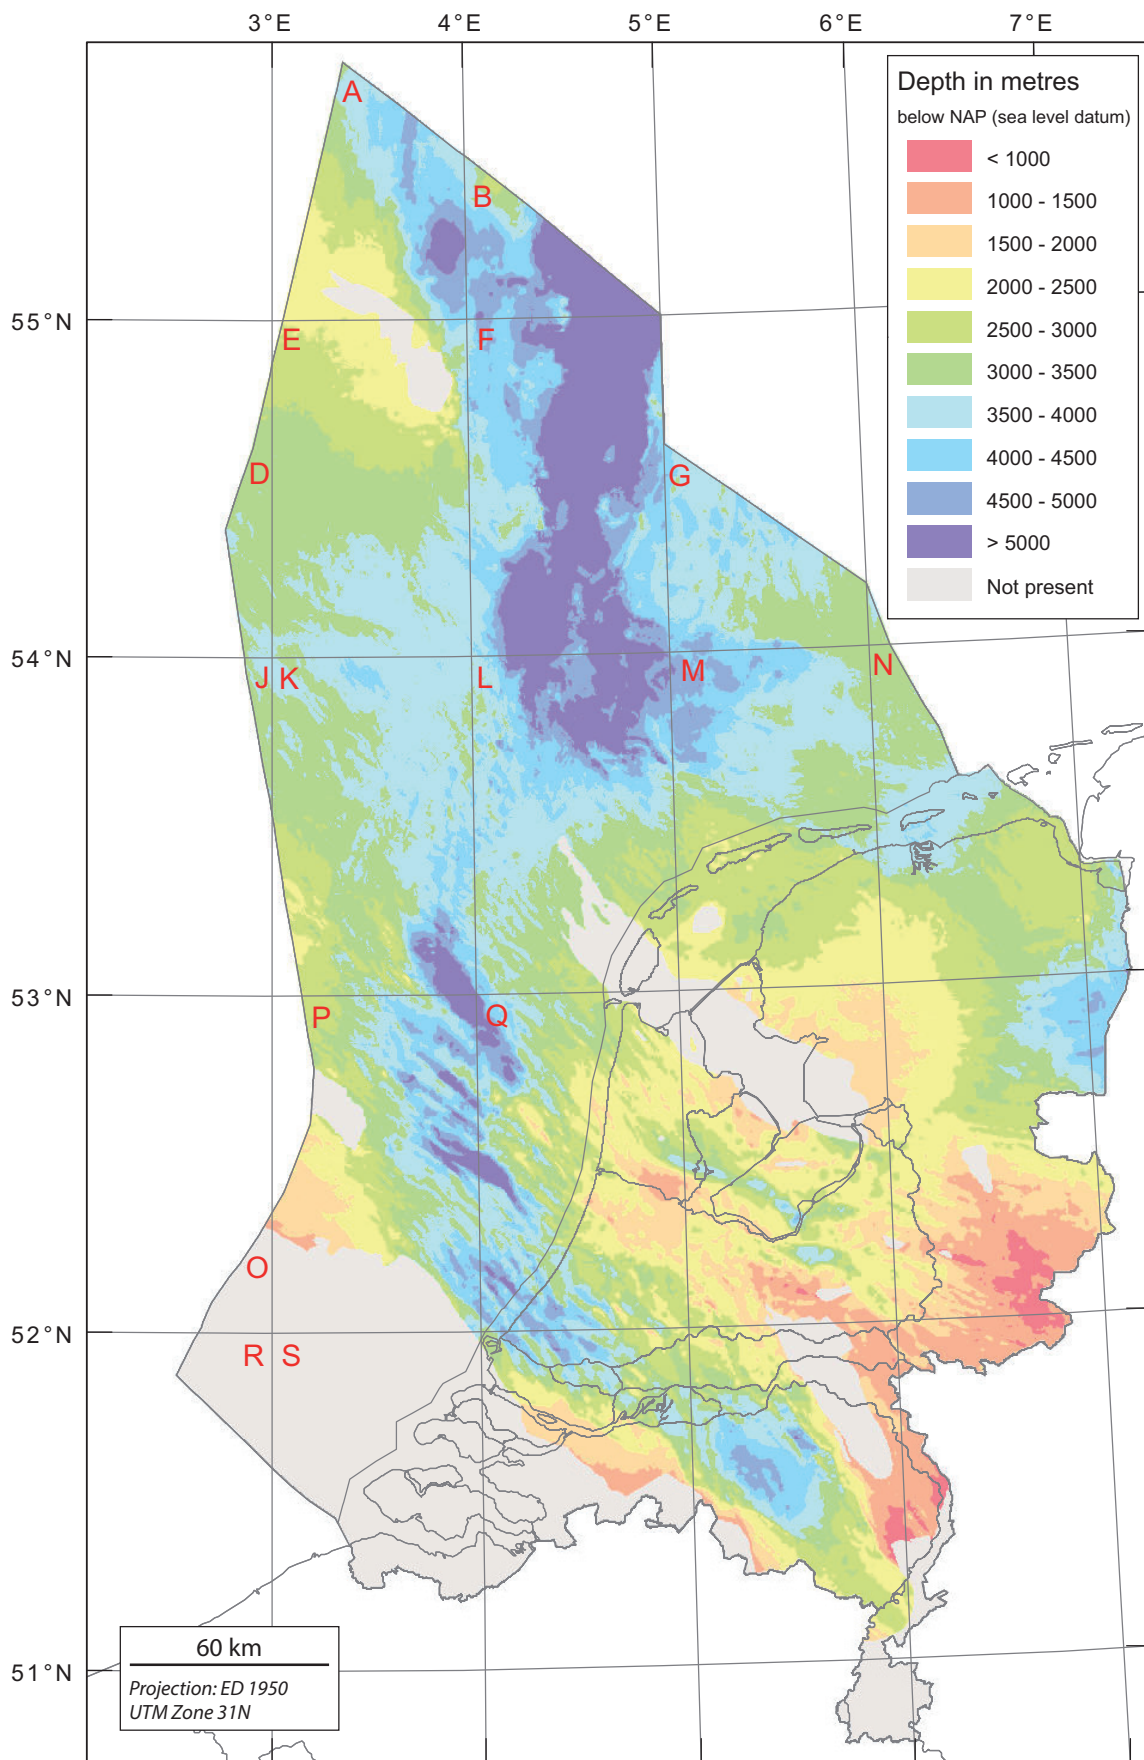 3°E 4°E 5°E 6°E 7°E
Depth in metres
below NAP (sea level datum)
< 1000
1000 - 1500
1500 - 2000
2000 - 2500
2500 - 3000
3000 - 3500
3500 - 4000
4000 - 4500
4500 - 5000
> 5000
Not present
A
B
55°N
E F
D G
54°N
J K L M N
53°N
P Q
O
52°N
R S
51°N
60 km
Projection: ED 1950
UTM Zone 31N